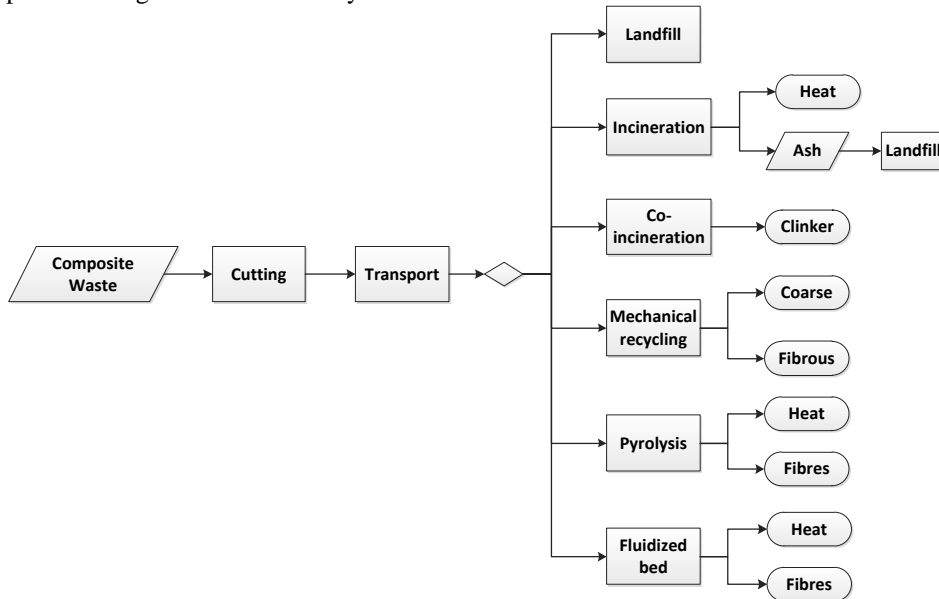 Landfill
Heat
Incineration
Ash
Landfill
Co-
incineration
Clinker
Composite
Waste
Cutting
Transport
Coarse
Mechanical
recycling
Fibrous
Heat
Pyrolysis
Fibres
Heat
Fluidized
bed
Fibres